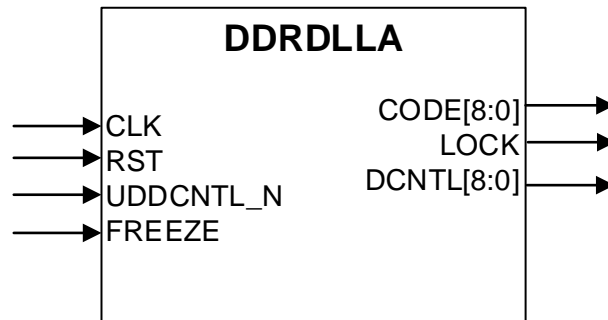 DDRDLLA
CLK
RST
UDDCNTL_N
FREEZE
CODE[8:0]
LOCK
DCNTL[8:0]